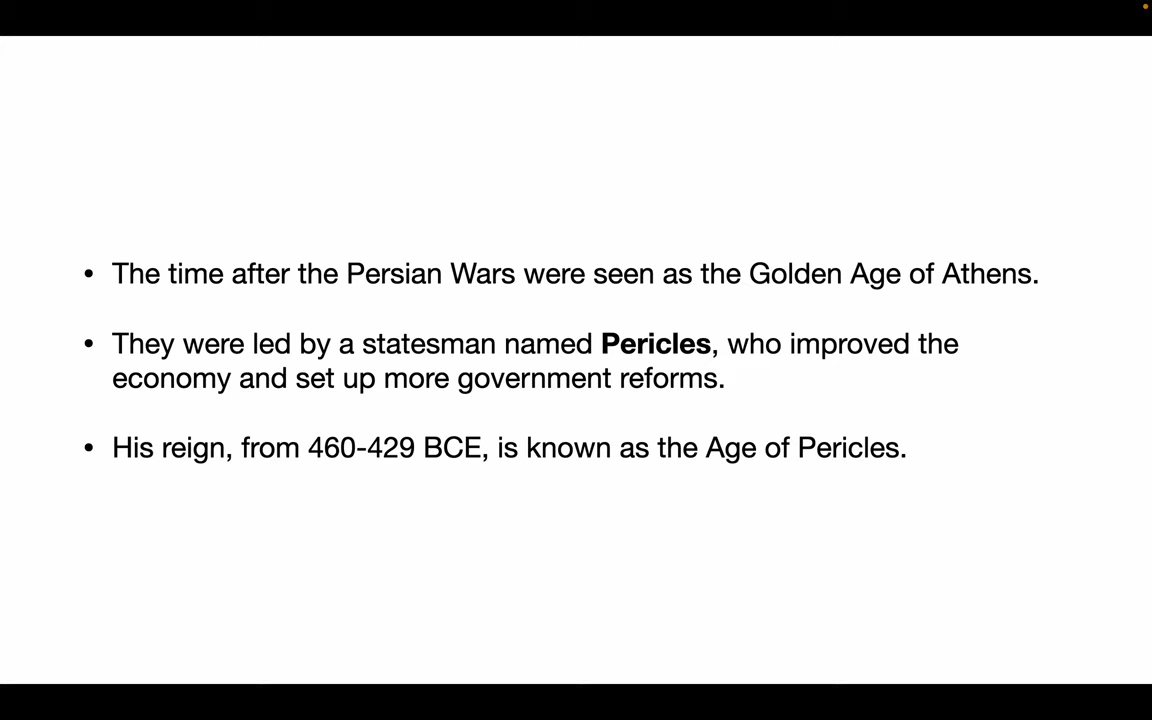 • The time after the Persian Wars were seen as the Golden Age of Athens.
• They were led by a statesman named Pericles, who improved the
economy and set up more government reforms.
• His reign, from 460-429 BCE, is known as the Age of Pericles.